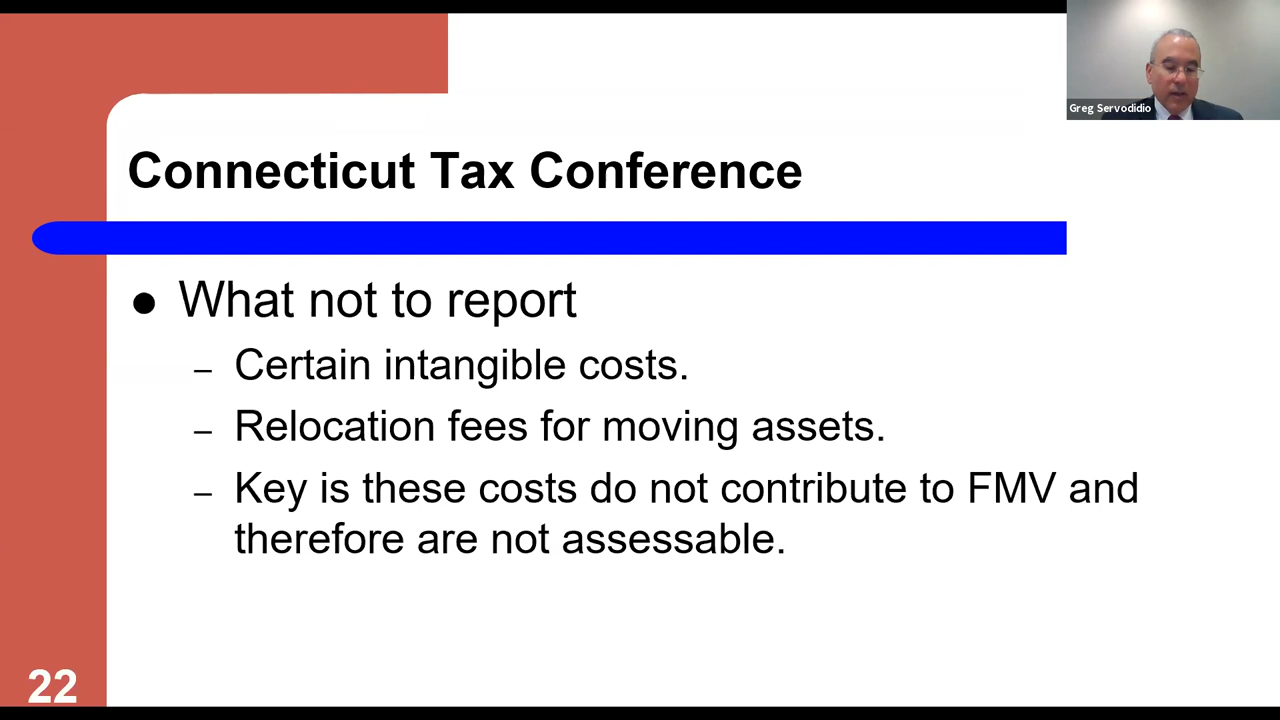 Greg Servodidio
Connecticut Tax Conference
● What not to report
– Certain intangible costs.
– Relocation fees for moving assets.
– Key is these costs do not contribute to FMV and
therefore are not assessable.
22